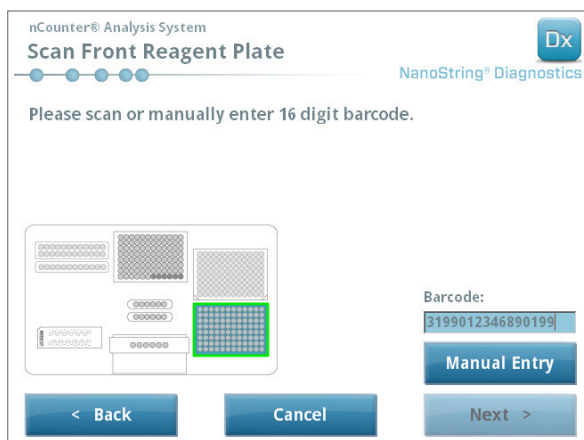 nCounter® Analysis System
Scan Front Reagent Plate
Dx
NanoString® Diagnostics
Please scan or manually enter 16 digit barcode.
Barcode:
3199012346890199
Manual Entry
< Back
Cancel
Next >